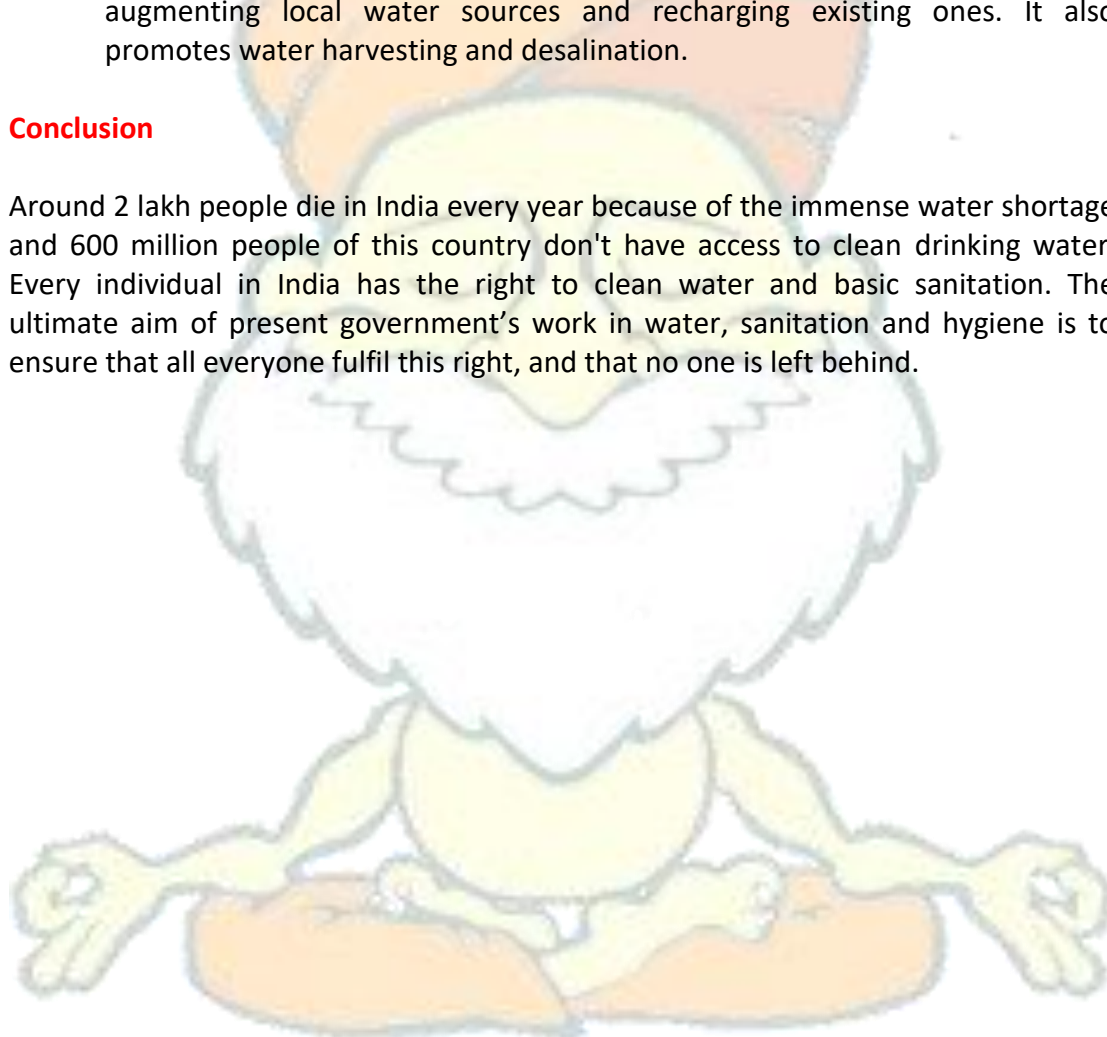 augmenting local water sources and recharging existing ones. It also
promotes water harvesting and desalination.
Conclusion
Around 2 lakh people die in India every year because of the immense water shortage
and 600 million people of this country don't have access to clean drinking water
Every individual in India has the right to clean water and basic sanitation. The
ultimate aim of present government’s work in water, sanitation and hygiene is to
ensure that all everyone fulfil this right, and that no one is left behind.